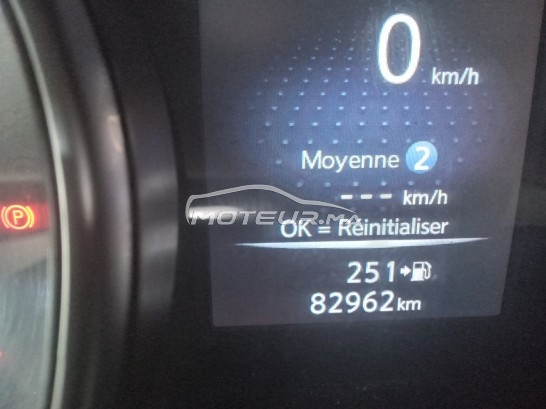 0 km/h
Moyenne 2
--- km/h
MOTEUR.MA
OK = Réinitialiser
251
82962 km
P